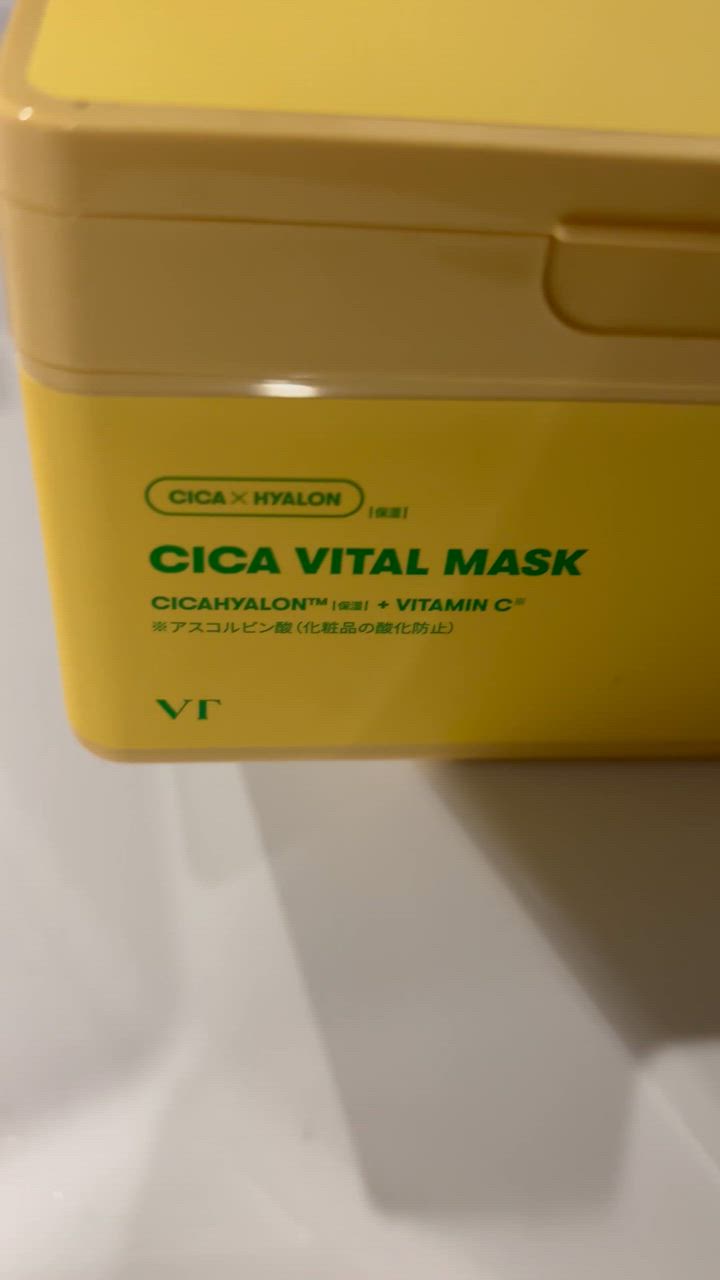 CICA × HYALON |保湿|
CICA VITAL MASK
CICAHYALON™ |保湿| + VITAMIN C※
※アスコルビン酸（化粧品の酸化防止）
VT